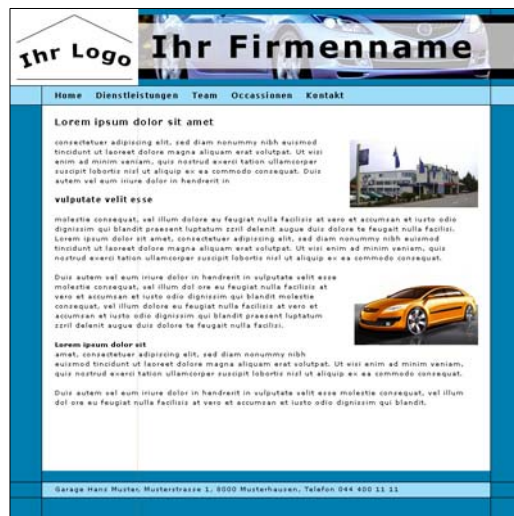 Ihr Logo
Ihr Firmenname
Home Dienstleistungen Team Occassionen Kontakt
Lorem ipsum dolor sit amet
consectetuer adipiscing elit, sed diam nonummy nibh euismod
tincidunt ut laoreet dolore magna aliquam erat volutpat. Ut wisi
enim ad minim veniam, quis nostrud exerci tation ullamcorper
suscipit lobortis nisl ut aliquip ex ea commodo consequat. Duis
autem vel eum iriure dolor in hendrerit in
vulputate velit esse
molestie consequat, vel illum dolore eu feugiat nulla facilisis at vero et accumsan et iusto odio
dignissim qui blandit praesent luptatum zzril delenit augue duis dolore te feugait nulla facilisi.
Lorem ipsum dolor sit amet, consectetuer adipiscing elit, sed diam nonummy nibh euismod
tincidunt ut laoreet dolore magna aliquam erat volutpat. Ut wisi enim ad minim veniam, quis
nostrud exerci tation ullamcorper suscipit lobortis nisl ut aliquip ex ea commodo consequat.
Duis autem vel eum iriure dolor in hendrerit in vulputate velit esse
molestie consequat, vel illum dolore eu feugiat nulla facilisis at
vero et accumsan et iusto odio dignissim qui blandit molestie
consequat, vel illum dolore eu feugiat nulla facilisis at vero et
accumsan et iusto odio dignissim qui blandit praesent luptatum
zzril delenit augue duis dolore te feugait nulla facilisi.
Lorem ipsum dolor sit
amet, consectetuer adipiscing elit, sed diam nonummy nibh
euismod tincidunt ut laoreet dolore magna aliquam erat volutpat. Ut wisi enim ad minim veniam,
quis nostrud exerci tation ullamcorper suscipit lobortis nisl ut aliquip ex ea commodo consequat.
Duis autem vel eum iriure dolor in hendrerit in vulputate velit esse molestie consequat, vel illum
dol ore eu feugiat nulla facilisis at vero et accumsan et iusto odio dignissim qui blandit.
Garage Hans Muster, Musterstrasse 1, 8000 Musterhausen, Telefon 044 400 11 11